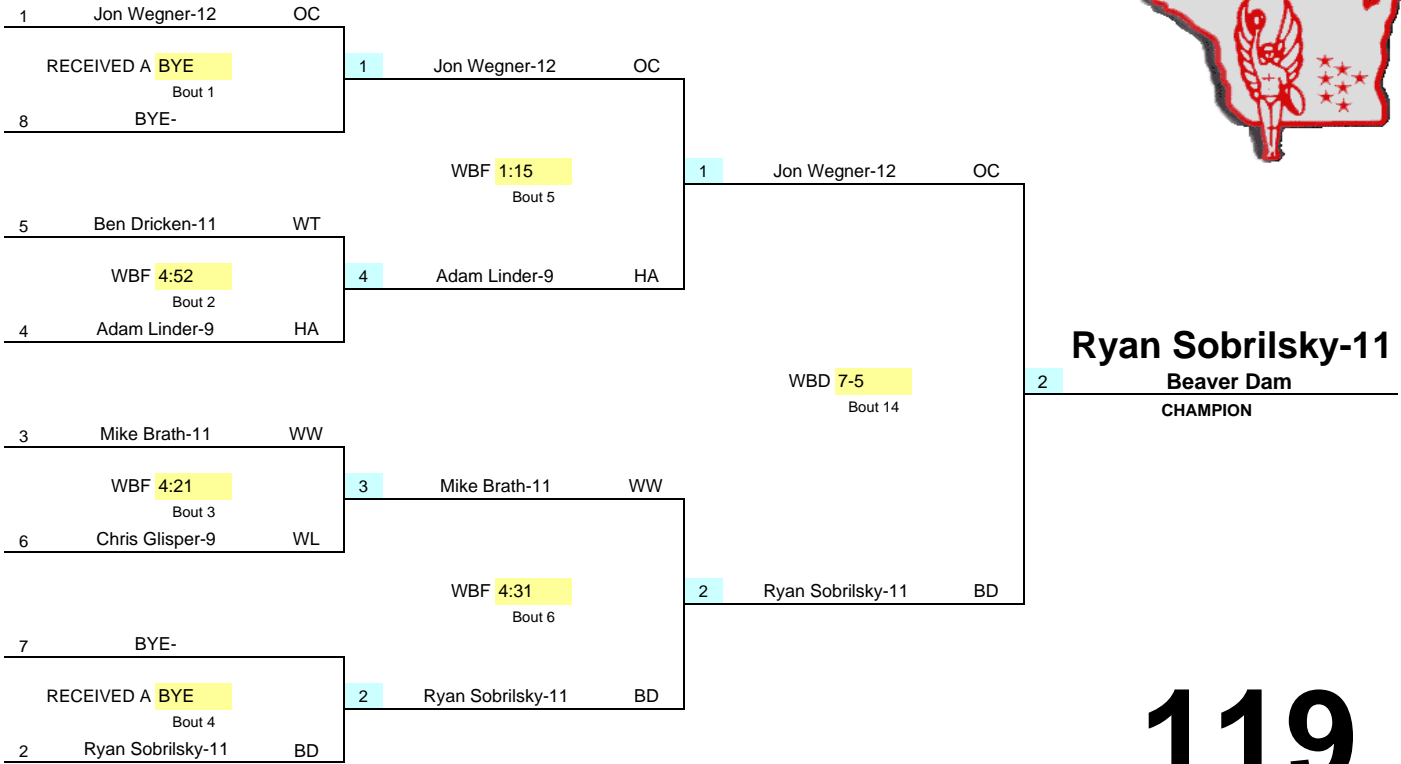 1 Jon Wegner-12 OC
RECEIVED A BYE
Bout 1
8 BYE-
1 Jon Wegner-12 OC
WBF 1:15
Bout 5
5 Ben Dricken-11 WT
WBF 4:52
Bout 2
4 Adam Linder-9 HA
4 Adam Linder-9 HA
1 Jon Wegner-12 OC
WBD 7-5
Bout 14
3 Mike Brath-11 WW
WBF 4:21
Bout 3
6 Chris Glisper-9 WL
3 Mike Brath-11 WW
WBF 4:31
Bout 6
7 BYE-
RECEIVED A BYE
Bout 4
2 Ryan Sobrilsky-11 BD
2 Ryan Sobrilsky-11 BD
2 Ryan Sobrilsky-11 BD
Ryan Sobrilsky-11
2 Beaver Dam
CHAMPION
119